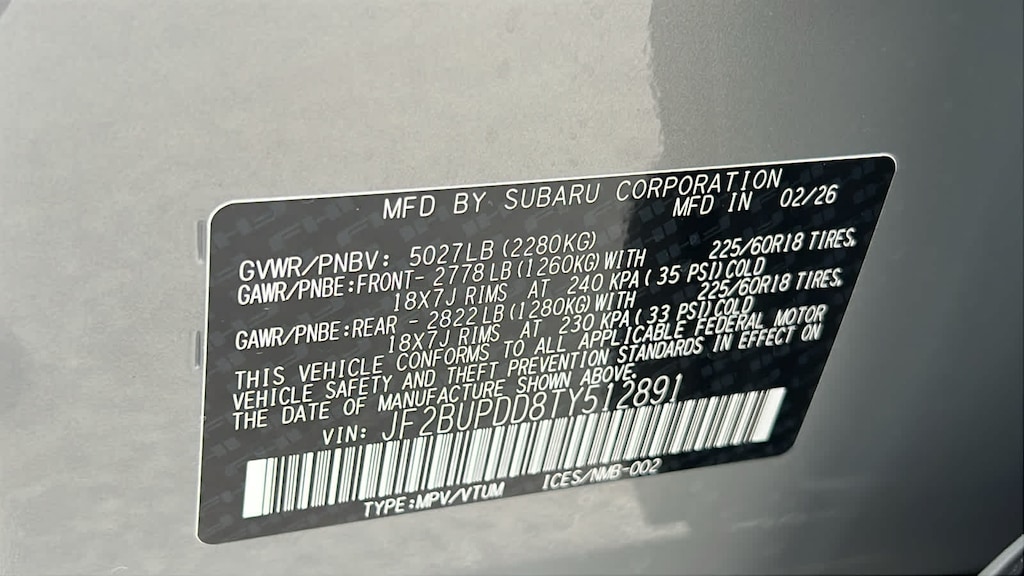 MFD BY SUBARU CORPORATION
MFD IN 02/26
GVWR/PNBV: 5027LB (2280KG)
GAWR/PNBE:FRONT- 2778LB(1260KG)WITH 225/60R18 TIRES,
18X7J RIMS AT 240 KPA( 35 PSI)COLD
GAWR/PNBE:REAR - 2822LB(1280KG)WITH 225/60R18 TIRES,
18X7J RIMS AT 230 KPA( 33 PSI)COLD
THIS VEHICLE CONFORMS TO ALL APPLICABLE FEDERAL MOTOR
VEHICLE SAFETY AND THEFT PREVENTION STANDARDS IN EFFECT ON
THE DATE OF MANUFACTURE SHOWN ABOVE.
VIN: JF2BUPDD8TY512891
TYPE:MPV/VTUM ICES/NMB-002